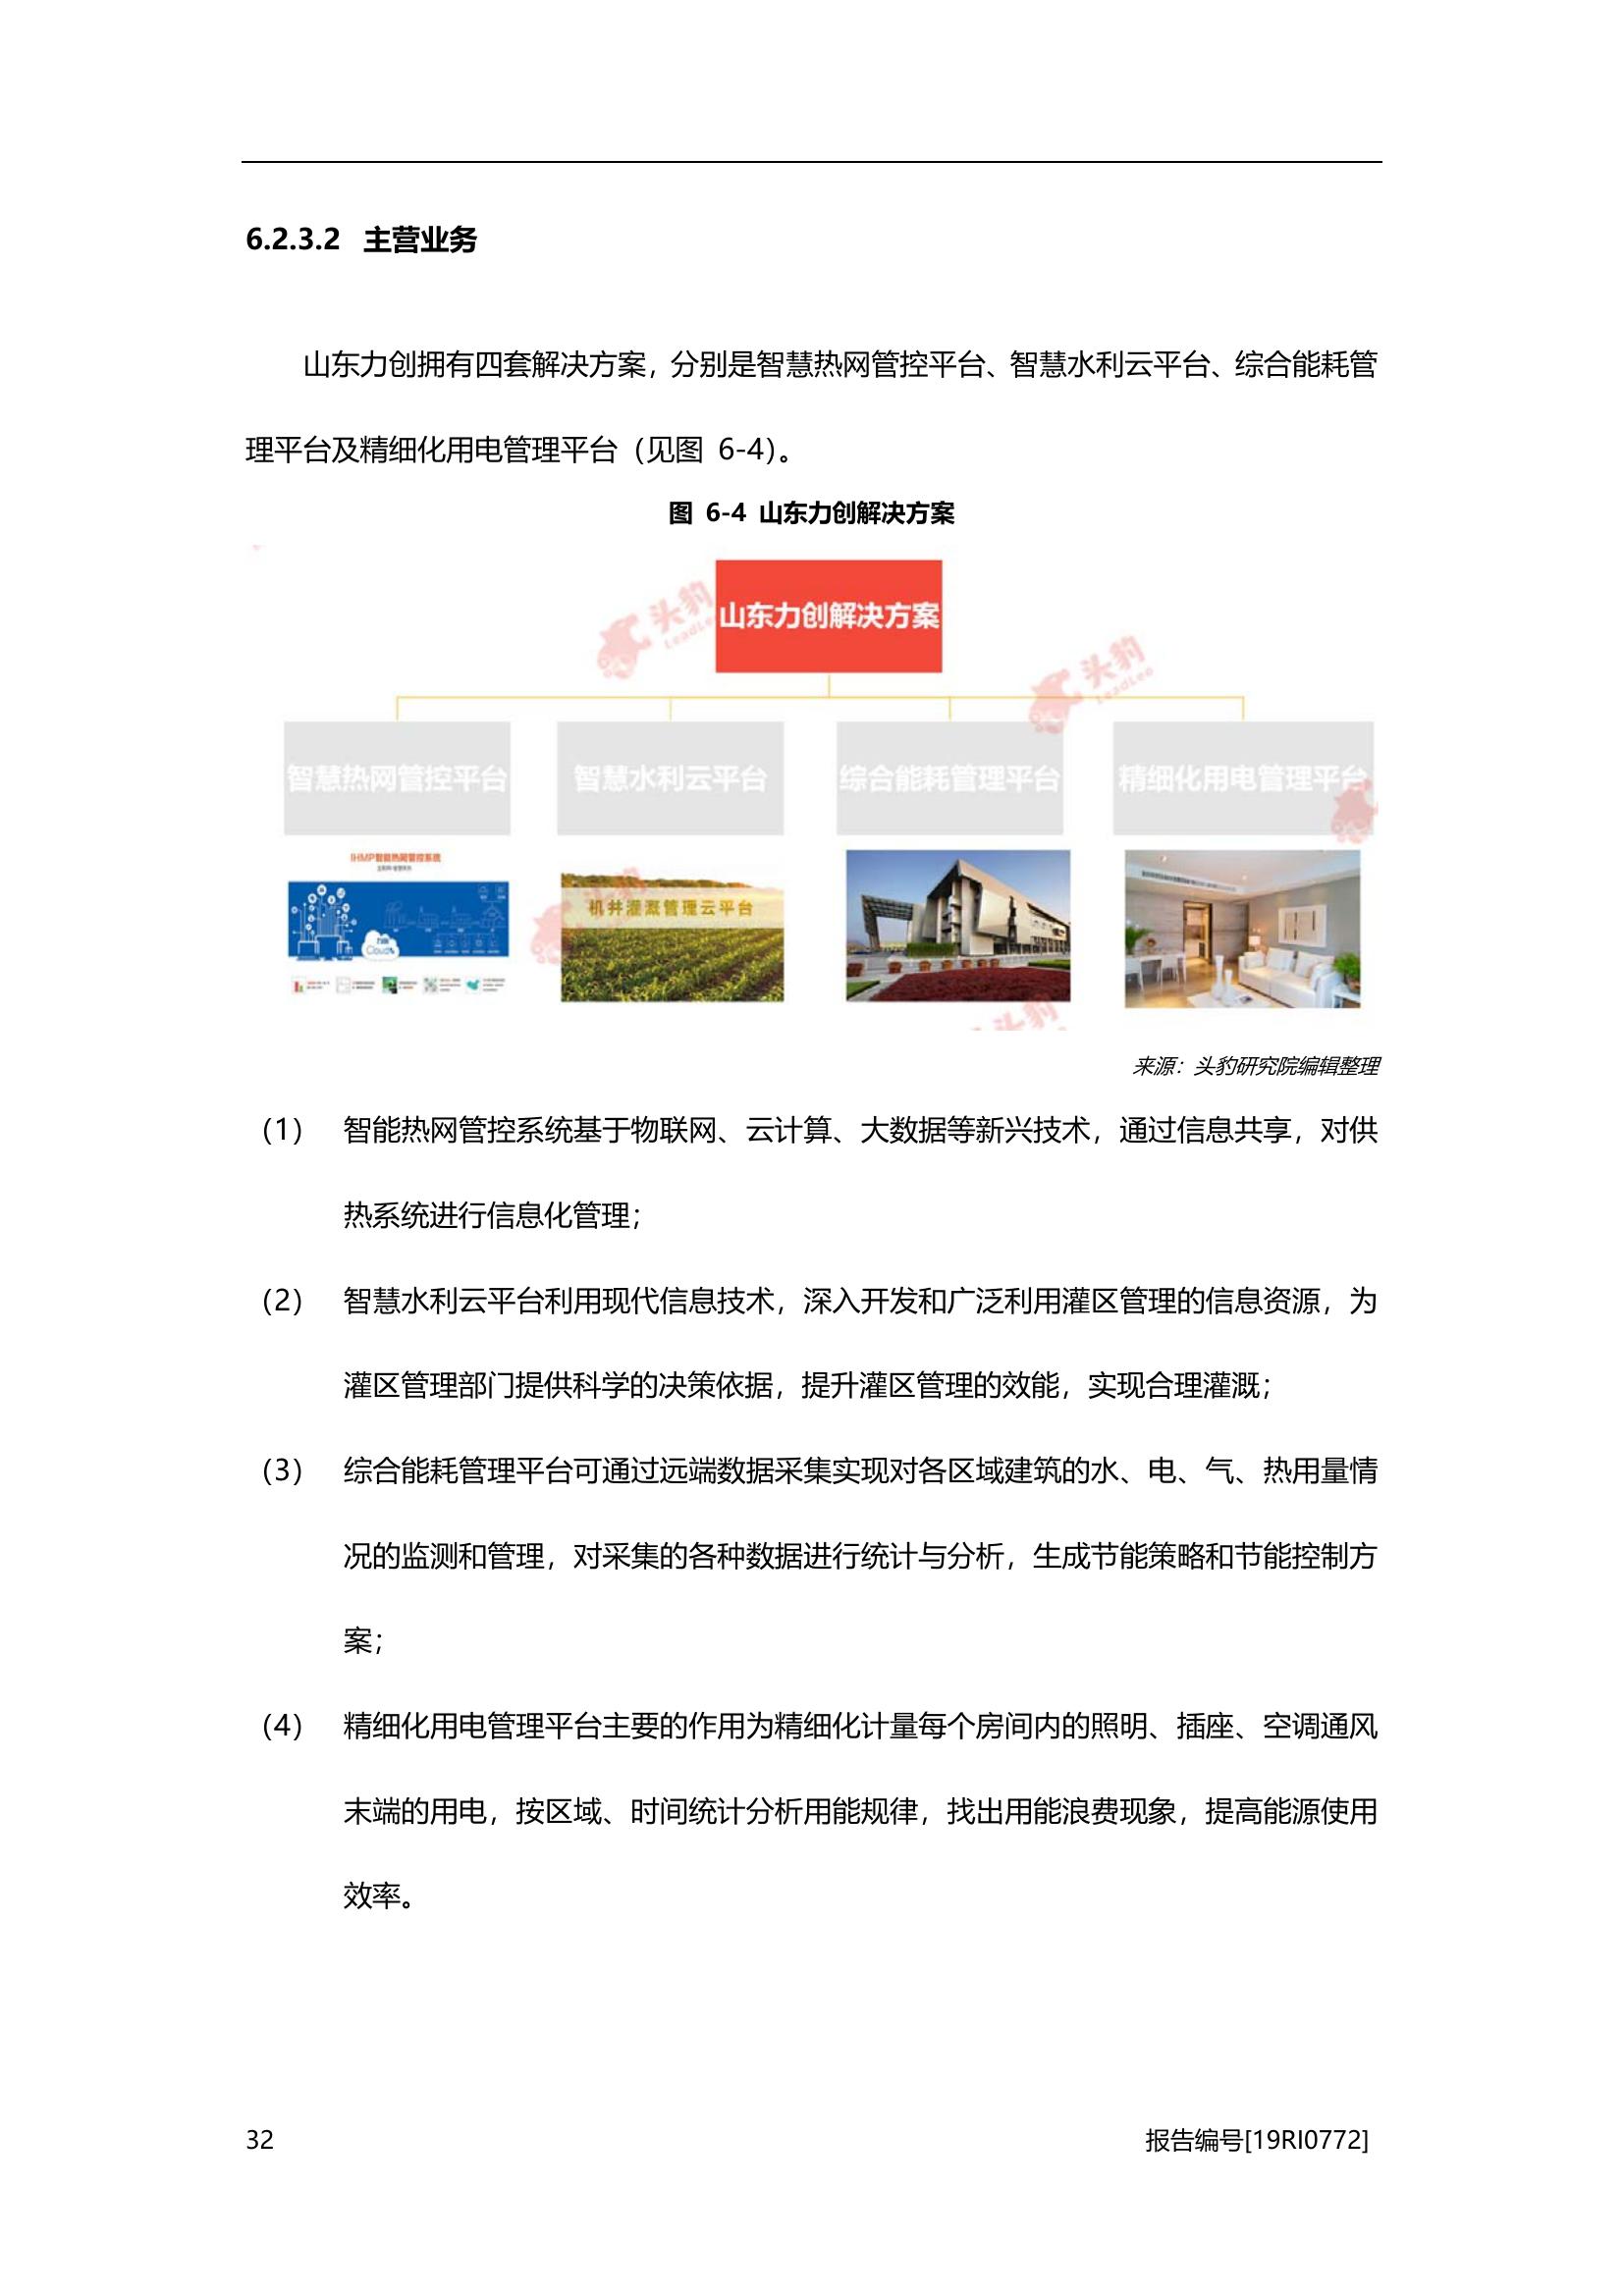 6.2.3.2 主营业务
山东力创拥有四套解决方案，分别是智慧热网管控平台、智慧水利云平台、综合能耗管
理平台及精细化用电管理平台（见图 6-4）。
图 6-4 山东力创解决方案
头豹
LeadLeo
山东力创解决方案
头豹
LeadLeo
智慧热网管控平台
智慧水利云平台
综合能耗管理平台
精细化用电管理平台
IHMP智能热网管控系统
Cloud
头豹
机井灌溉管理云平台
头豹
来源：头豹研究院编辑整理
（1） 智能热网管控系统基于物联网、云计算、大数据等新兴技术，通过信息共享，对供
热系统进行信息化管理；
（2） 智慧水利云平台利用现代信息技术，深入开发和广泛利用灌区管理的信息资源，为
灌区管理部门提供科学的决策依据，提升灌区管理的效能，实现合理灌溉；
（3） 综合能耗管理平台可通过远端数据采集实现对各区域建筑的水、电、气、热用量情
况的监测和管理，对采集的各种数据进行统计与分析，生成节能策略和节能控制方
案；
（4） 精细化用电管理平台主要的作用为精细化计量每个房间内的照明、插座、空调通风
末端的用电，按区域、时间统计分析用能规律，找出用能浪费现象，提高能源使用
效率。
32
报告编号[19RI0772]